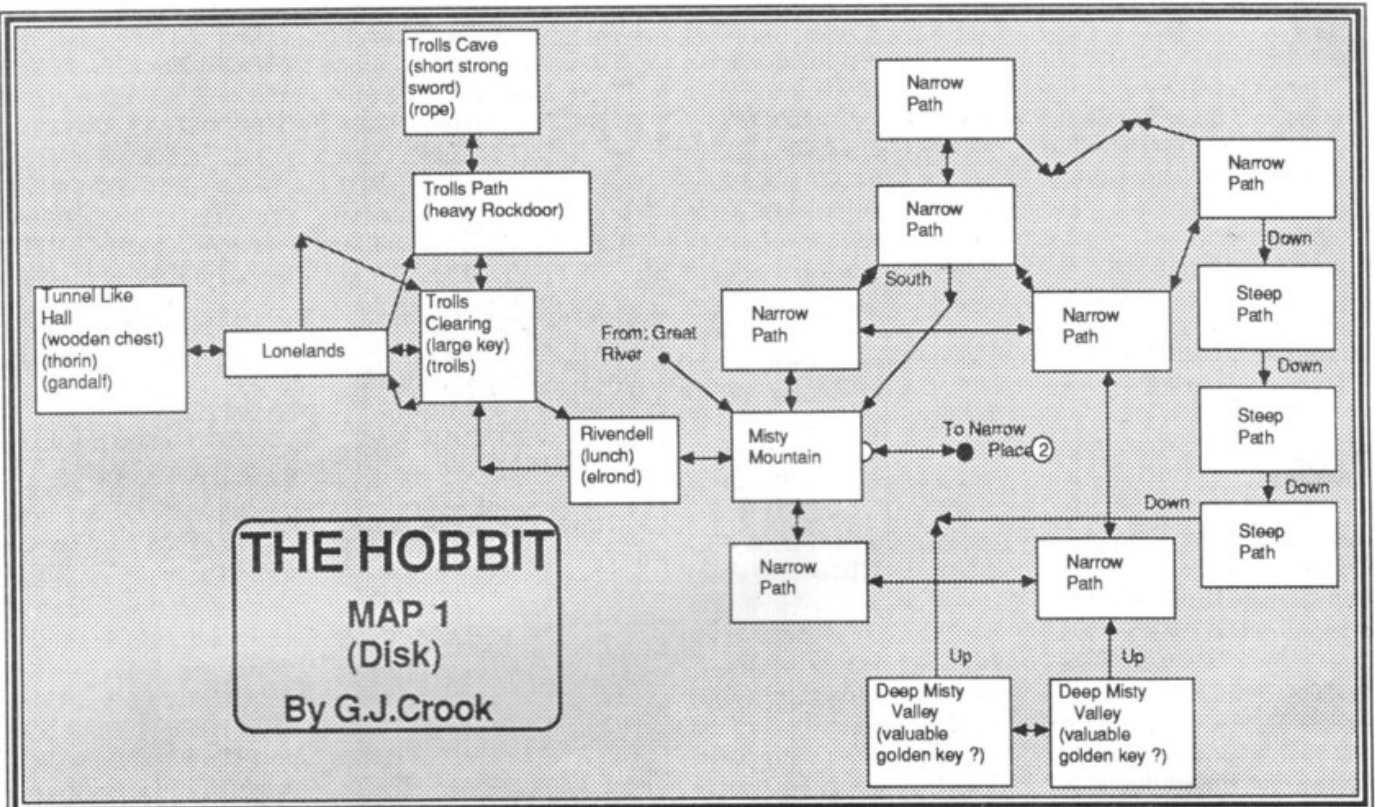 Trolls Cave
(short strong
sword)
(rope)
Trolls Path
(heavy Rockdoor)
Tunnel Like
Hall
(wooden chest)
(thorin)
(gandalf)
Lonelands
Trolls
Clearing
(large key)
(trolls)
Rivendell
(lunch)
(elrond)
From: Great
River
Misty
Mountain
To Narrow
Place 2
Narrow
Path
Narrow
Path
South
Narrow
Path
Narrow
Path
Narrow
Path
Down
Steep
Path
Down
Steep
Path
Down
Steep
Path
Down
Narrow
Path
Narrow
Path
Up
Up
Deep Misty
Valley
(valuable
golden key ?)
Deep Misty
Valley
(valuable
golden key ?)
THE HOBBIT
MAP 1
(Disk)
By G.J.Crook